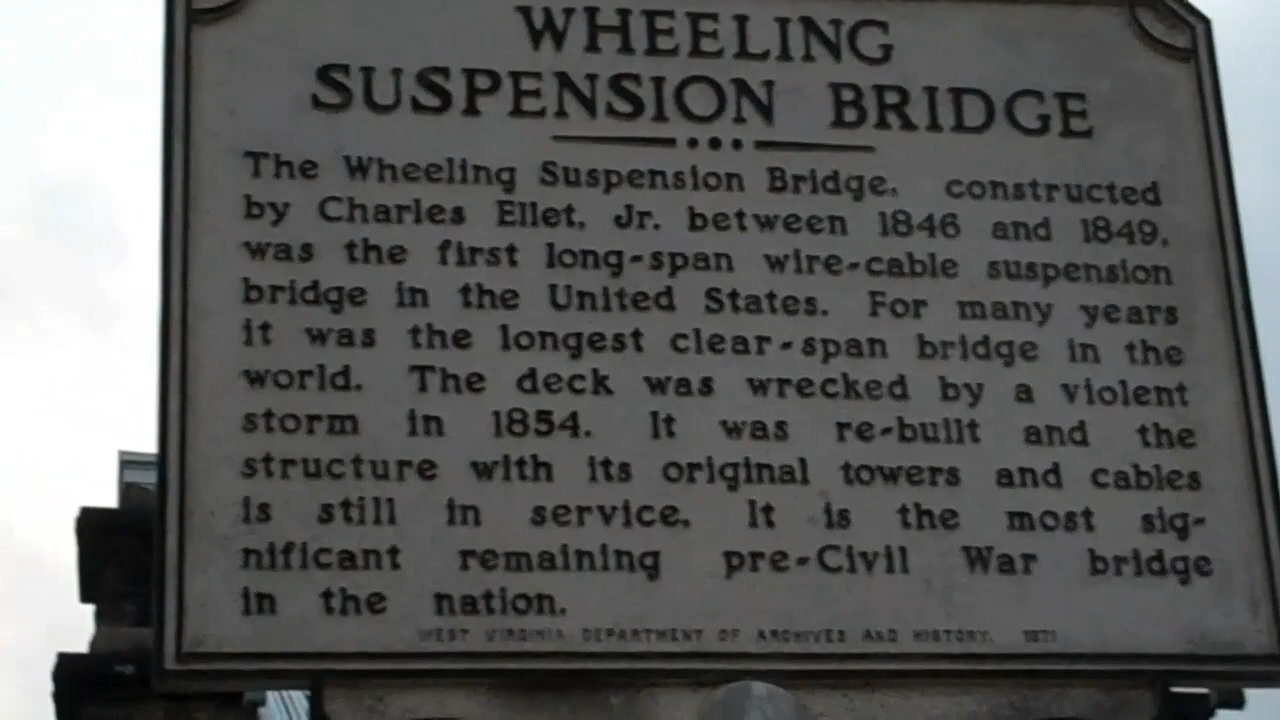 WHEELING
SUSPENSION BRIDGE
The Wheeling Suspension Bridge, constructed
by Charles Ellet, Jr. between 1846 and 1849,
was the first long-span wire-cable suspension
bridge in the United States. For many years
it was the longest clear-span bridge in the
world. The deck was wrecked by a violent
storm in 1854. It was re-built and the
structure with its original towers and cables
is still in service. It is the most sig-
nificant remaining pre-Civil War bridge
in the nation.
WEST VIRGINIA DEPARTMENT OF ARCHIVES AND HISTORY.